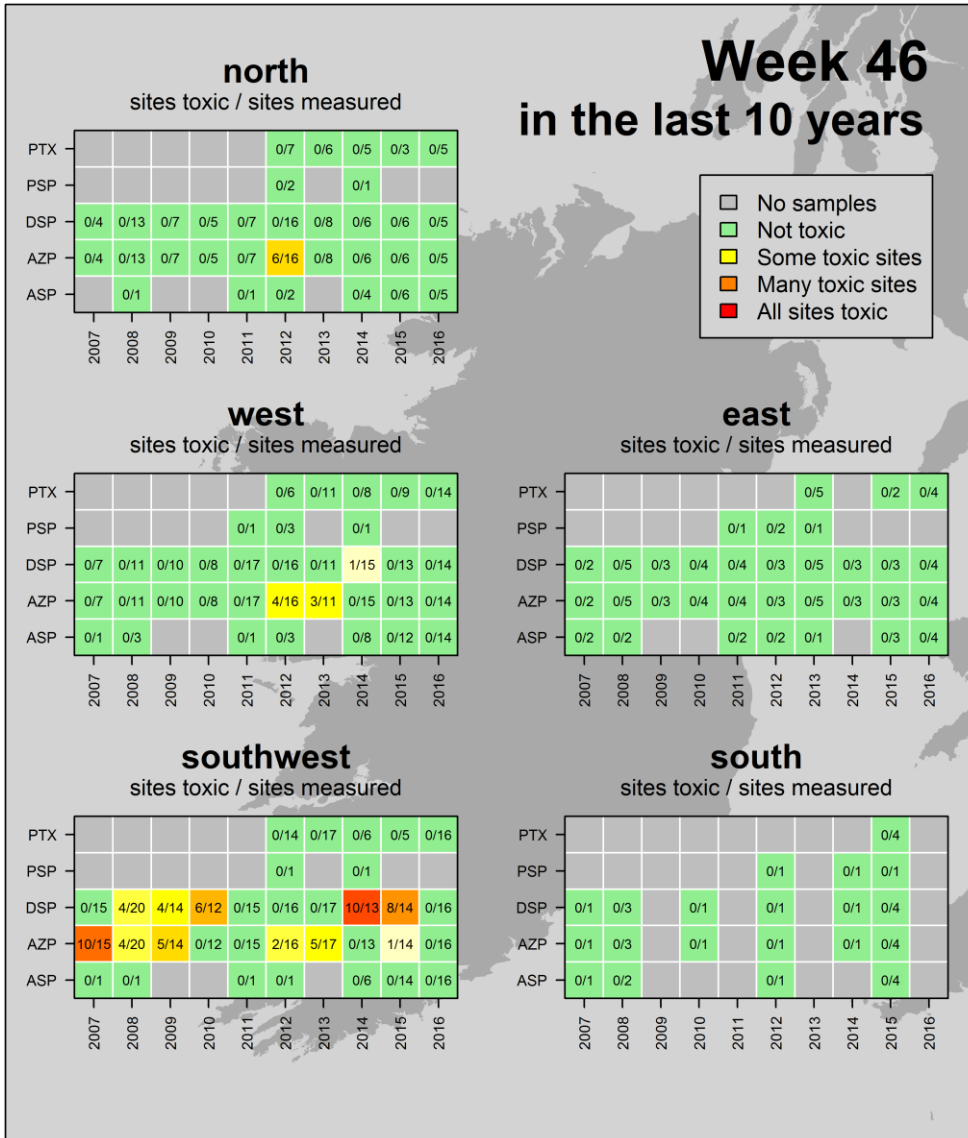 Week 46
in the last 10 years
No samples
Not toxic
Some toxic sites
Many toxic sites
All sites toxic
north
sites toxic / sites measured
PTX 0/7 0/6 0/5 0/3 0/5
PSP 0/2 0/1
DSP 0/4 0/13 0/7 0/5 0/7 0/16 0/8 0/6 0/6 0/5
AZP 0/4 0/13 0/7 0/5 0/7 6/16 0/8 0/6 0/6 0/5
ASP 0/1 0/1 0/2 0/4 0/6 0/5
2007 2008 2009 2010 2011 2012 2013 2014 2015 2016
west
sites toxic / sites measured
PTX 0/6 0/11 0/8 0/9 0/14
PSP 0/1 0/3 0/1
DSP 0/7 0/11 0/10 0/8 0/17 0/16 0/11 1/15 0/13 0/14
AZP 0/7 0/11 0/10 0/8 0/17 4/16 3/11 0/15 0/13 0/14
ASP 0/1 0/3 0/1 0/3 0/8 0/12 0/14
2007 2008 2009 2010 2011 2012 2013 2014 2015 2016
east
sites toxic / sites measured
PTX 0/5 0/2 0/4
PSP 0/1 0/2 0/1
DSP 0/2 0/5 0/3 0/4 0/4 0/3 0/5 0/3 0/3 0/4
AZP 0/2 0/5 0/3 0/4 0/4 0/3 0/5 0/3 0/3 0/4
ASP 0/2 0/2 0/2 0/2 0/1 0/3 0/4
2007 2008 2009 2010 2011 2012 2013 2014 2015 2016
southwest
sites toxic / sites measured
PTX 0/14 0/17 0/6 0/5 0/16
PSP 0/1 0/1
DSP 0/15 4/20 4/14 6/12 0/15 0/16 0/17 10/13 8/14 0/16
AZP 10/15 4/20 5/14 0/12 0/15 2/16 5/17 0/13 1/14 0/16
ASP 0/1 0/1 0/1 0/1 0/6 0/14 0/16
2007 2008 2009 2010 2011 2012 2013 2014 2015 2016
south
sites toxic / sites measured
PTX 0/4
PSP 0/1 0/1 0/1
DSP 0/1 0/3 0/1 0/1 0/1 0/4
AZP 0/1 0/3 0/1 0/1 0/1 0/4
ASP 0/1 0/2 0/1 0/4
2007 2008 2009 2010 2011 2012 2013 2014 2015 2016